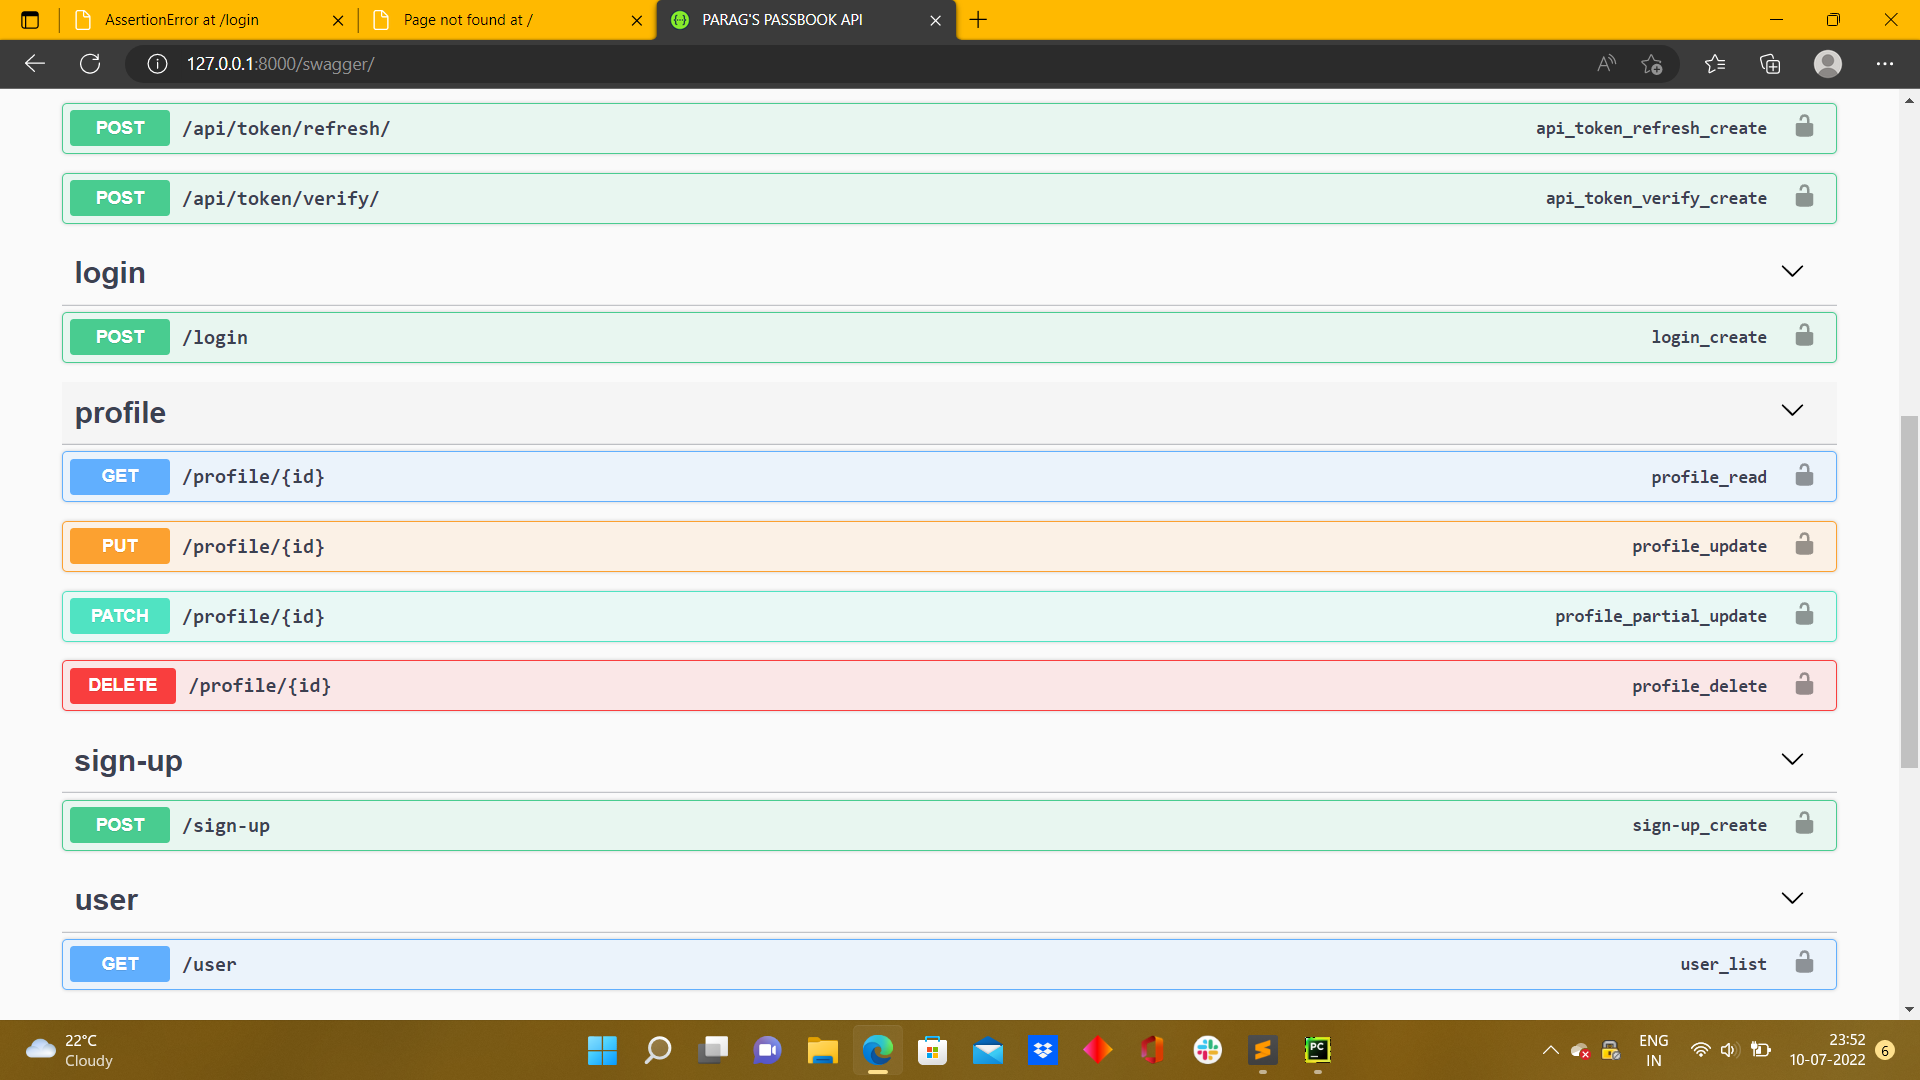 AssertionError at /login
Page not found at /
PARAG'S PASSBOOK API
127.0.0.1:8000/swagger/
POST /api/token/refresh/ api_token_refresh_create
POST /api/token/verify/ api_token_verify_create
login
POST /login login_create
profile
GET /profile/{id} profile_read
PUT /profile/{id} profile_update
PATCH /profile/{id} profile_partial_update
DELETE /profile/{id} profile_delete
sign-up
POST /sign-up sign-up_create
user
GET /user user_list
22°C
Cloudy
PC
ENG
IN
23:52
10-07-2022
6